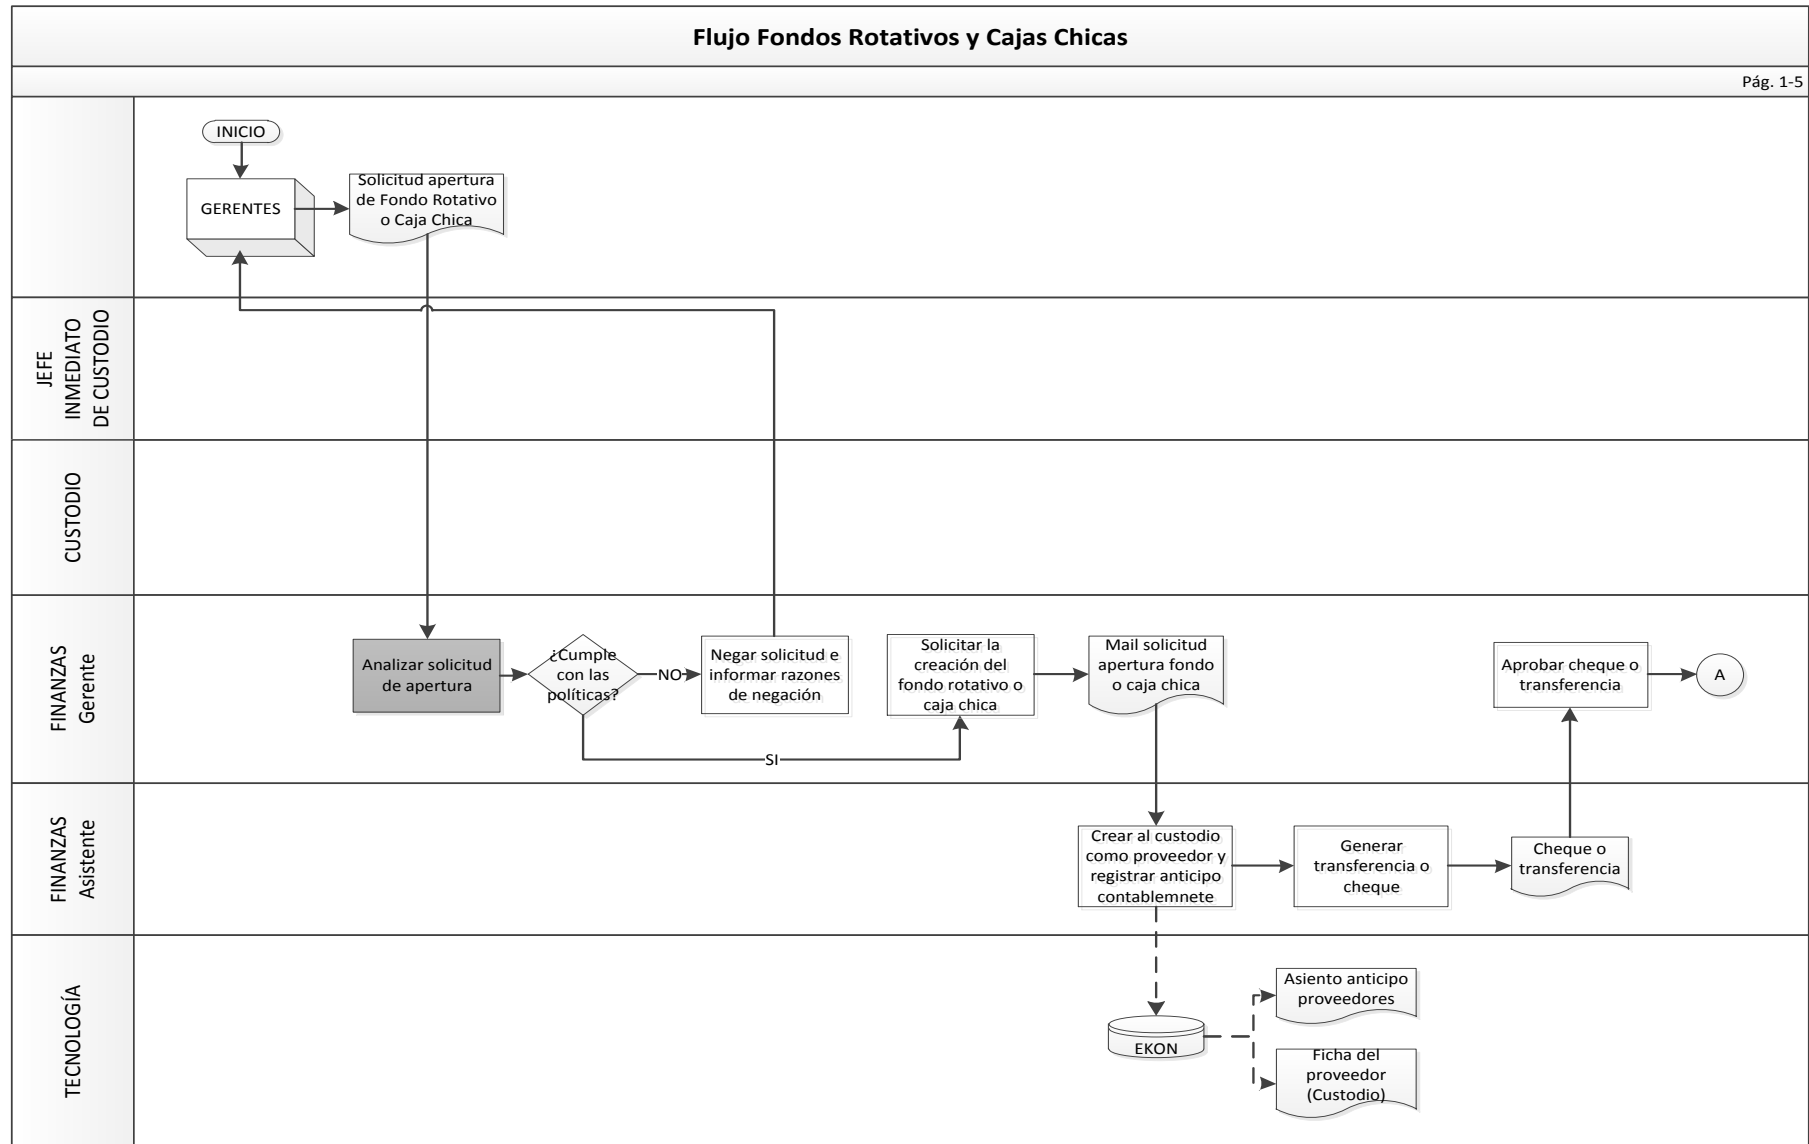 Flujo Fondos Rotativos y Cajas Chicas
Pág. 1-5
INICIO
GERENTES
Solicitud apertura
de Fondo Rotativo
o Caja Chica
JEFE
INMEDIATO
DE CUSTODIO
CUSTODIO
FINANZAS
Gerente
Analizar solicitud
de apertura
¿Cumple
con las
políticas?
NO
Negar solicitud e
informar razones
de negación
SI
Solicitar la
creación del
fondo rotativo o
caja chica
Mail solicitud
apertura fondo
o caja chica
Aprobar cheque o
transferencia
A
FINANZAS
Asistente
Crear al custodio
como proveedor y
registrar anticipo
contablemnete
Generar
transferencia o
cheque
Cheque o
transferencia
TECNOLOGÍA
EKON
Asiento anticipo
proveedores
Ficha del
proveedor
(Custodio)